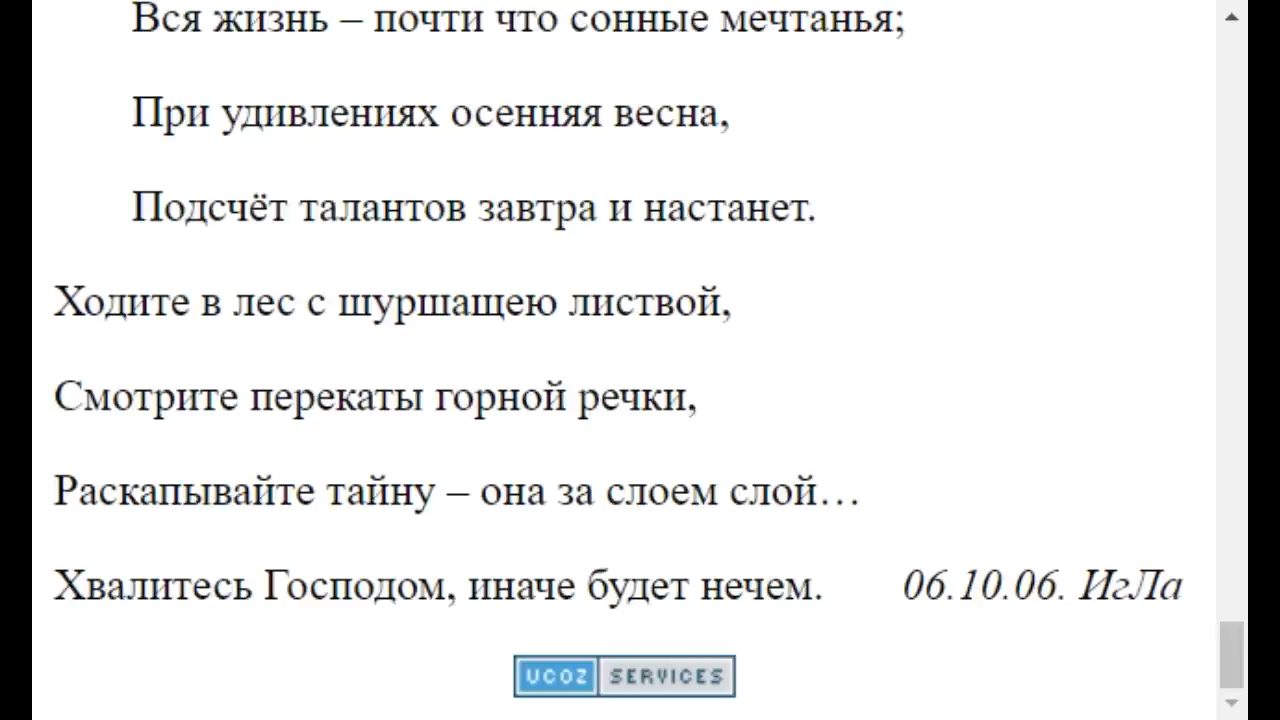 Вся жизнь – почти что сонные мечтанья;
При удивлениях осенняя весна,
Подсчёт талантов завтра и настанет.
Ходите в лес с шуршащею листвой,
Смотрите перекаты горной речки,
Раскапывайте тайну – она за слоем слой…
Хвалитесь Господом, иначе будет нечем. 06.10.06. ИгЛа
UCOZ SERVICES